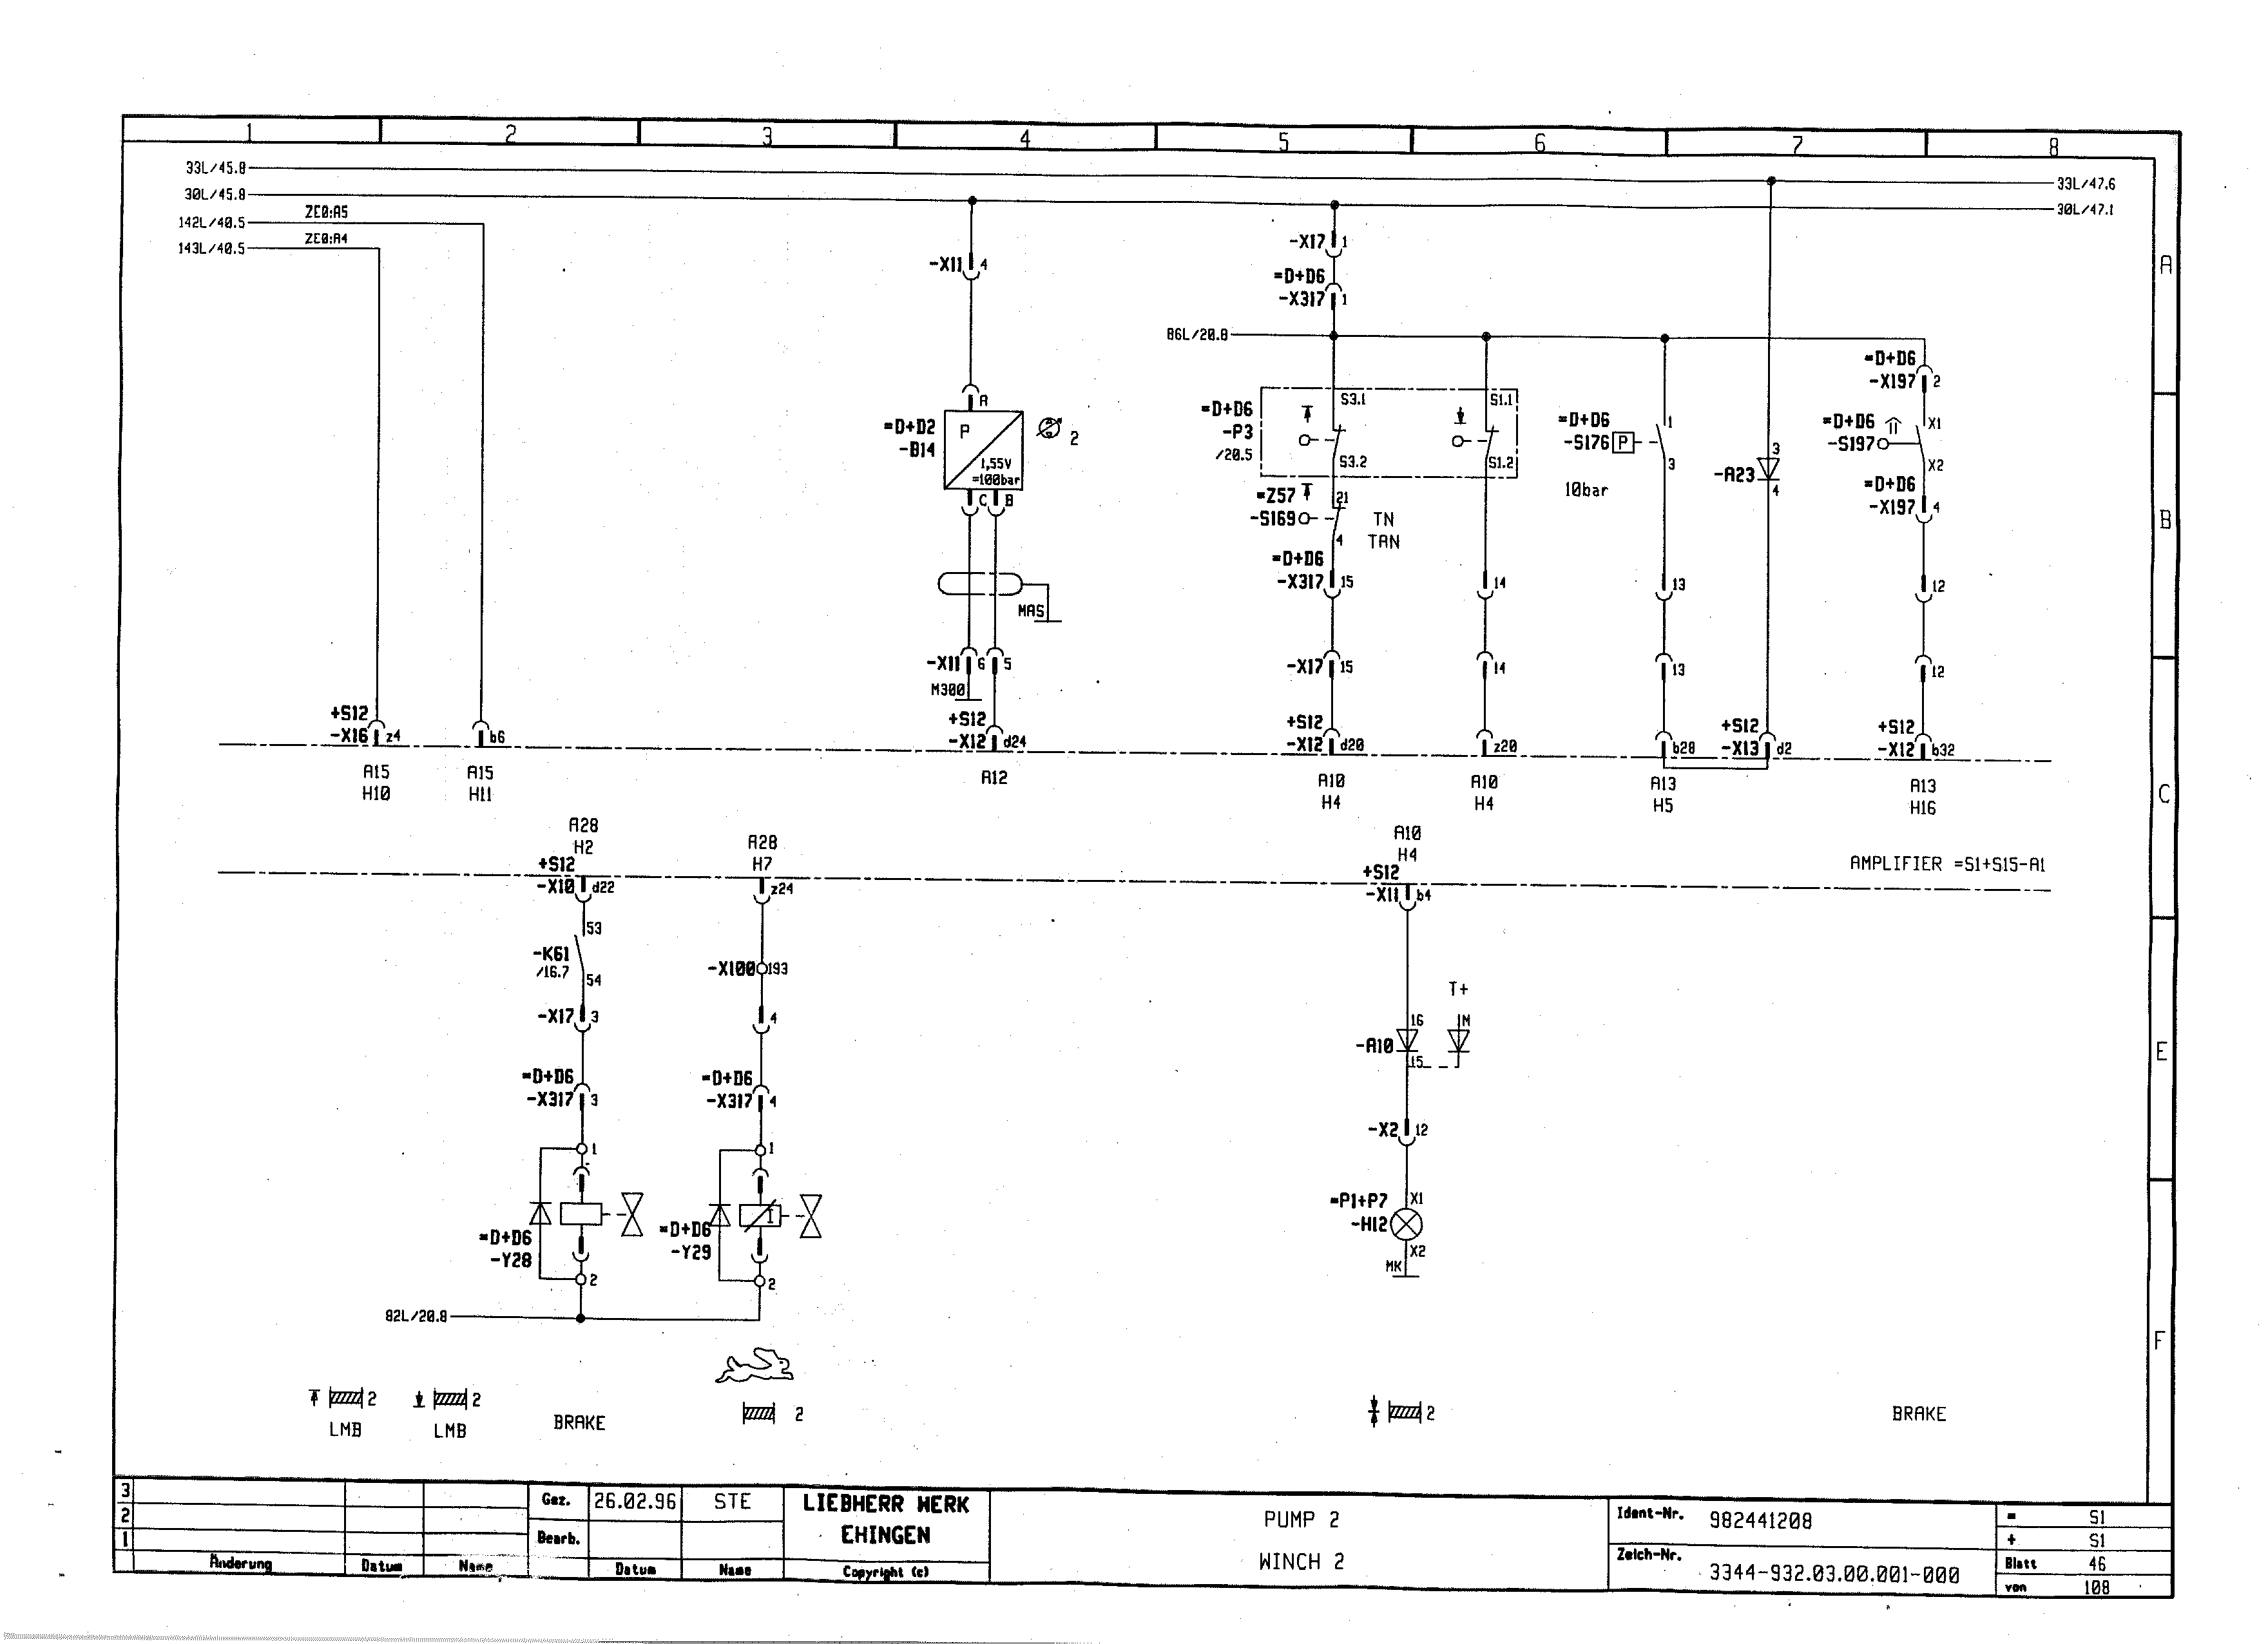 1 2 3 4 5 6 7 8
33L/45.8
33L/47.6
30L/45.8
30L/47.1
142L/40.5 ZE0:A5
143L/40.5 ZE0:A4
A
-X11 4
-X17 1
=D+D6
-X317 1
86L/20.8
=D+D6
-X197 2
A
=D+D2
-B14
P
1,55V
=100bar
2
C B
=D+D6
-P3
/20.5
S3.1
S3.2
S1.1
S1.2
=D+D6
-S176 P
1
3
10bar
-A23
3
4
=D+D6
-S197
X1
X2
=D+D6
-X197 4
=Z57
-S169
21
4
TN
TAN
B
=D+D6
-X317 15
14
13
12
MAS
-X11 6 5
M300
-X17 15
14
13
12
+S12
-X16 z4
b6
+S12
-X12 d24
+S12
-X12 d20
z20
b28
+S12
-X13 d2
+S12
-X12 b32
A15
H10
A15
H11
A12
A10
H4
A10
H4
A13
H5
A13
H16
C
A28
H2
+S12
-X10 d22
A28
H7
z24
A10
H4
+S12
-X11 b4
AMPLIFIER =S1+S15-A1
53
-K61
/16.7
54
-X100 193
-X17 3
4
T+
16
-A10
15
N
E
=D+D6
-X317 3
=D+D6
-X317 4
-X2 12
1
1
=D+D6
-Y28
2
I
=D+D6
-Y29
2
=P1+P7
-H12
X1
X2
MK
82L/20.8
F
2
LMB
2
LMB
BRAKE
2
2
BRAKE
3
2
1
Änderung Datum Name
Gez. 26.02.96 STE
Bearb.
Datum Name
LIEBHERR WERK
EHINGEN
Copyright (c)
PUMP 2
WINCH 2
Ident-Nr. 982441208
Zeich-Nr. 3344-932.03.00.001-000
= S1
+ S1
Blatt 46
von 108